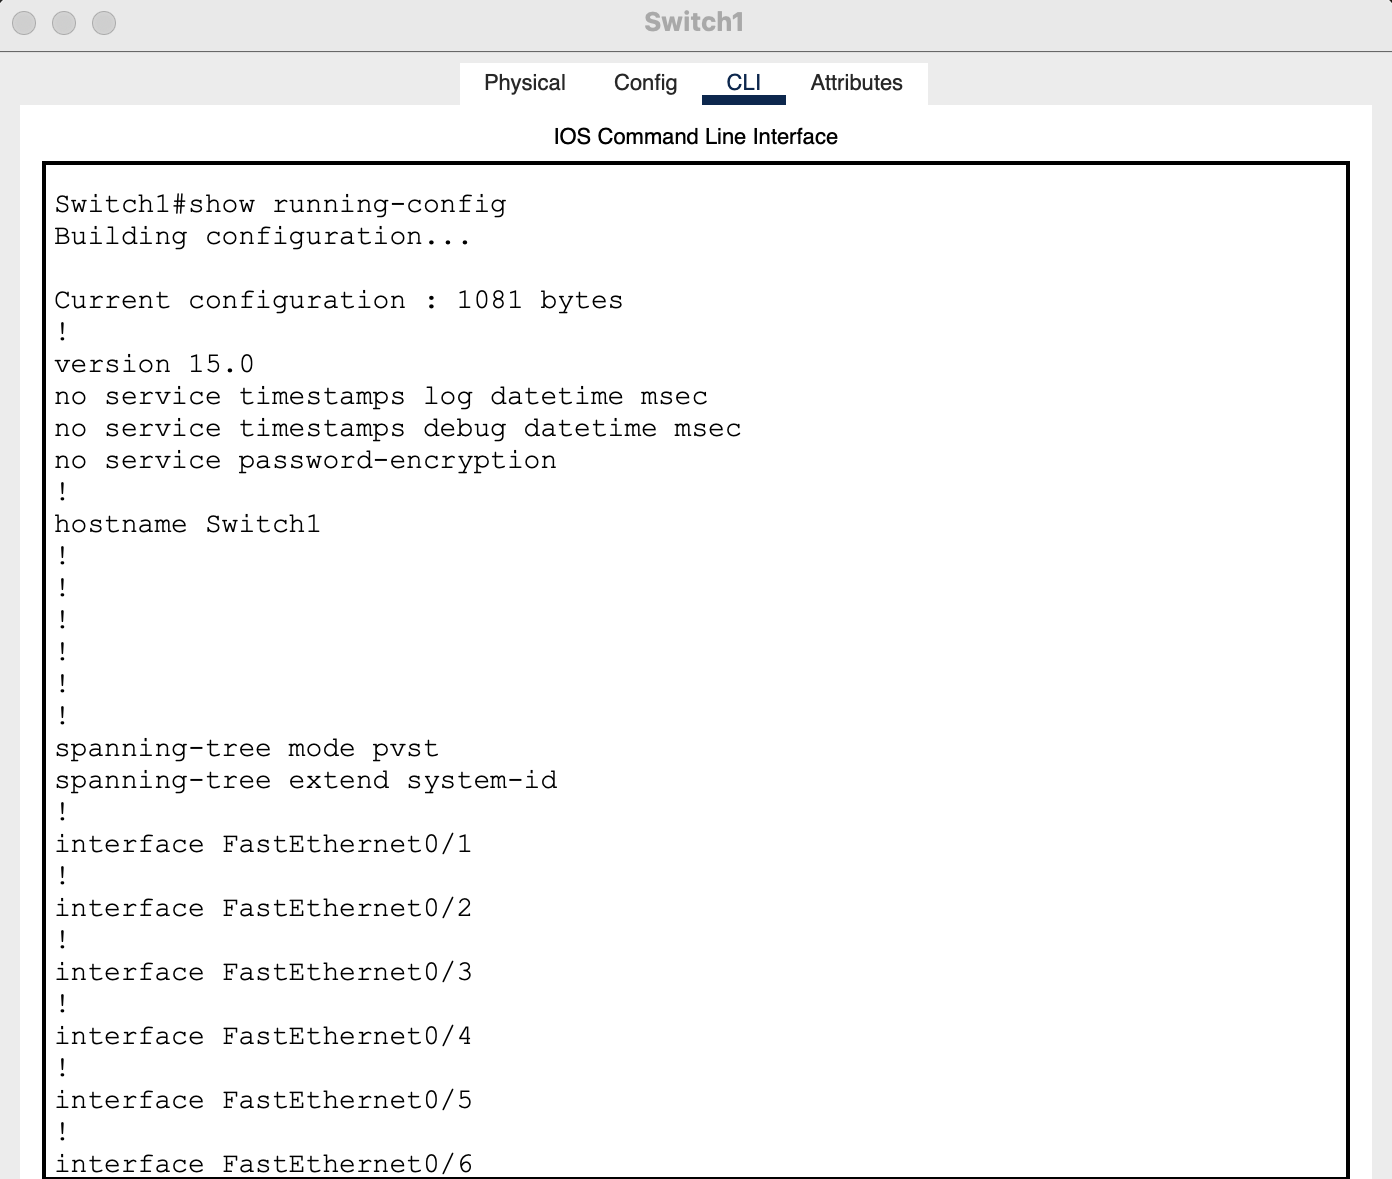 Switch1
Physical Config CLI Attributes
IOS Command Line Interface
Switch1#show running-config
Building configuration...
Current configuration : 1081 bytes
!
version 15.0
no service timestamps log datetime msec
no service timestamps debug datetime msec
no service password-encryption
!
hostname Switch1
!
!
!
!
!
!
spanning-tree mode pvst
spanning-tree extend system-id
!
interface FastEthernet0/1
!
interface FastEthernet0/2
!
interface FastEthernet0/3
!
interface FastEthernet0/4
!
interface FastEthernet0/5
!
interface FastEthernet0/6